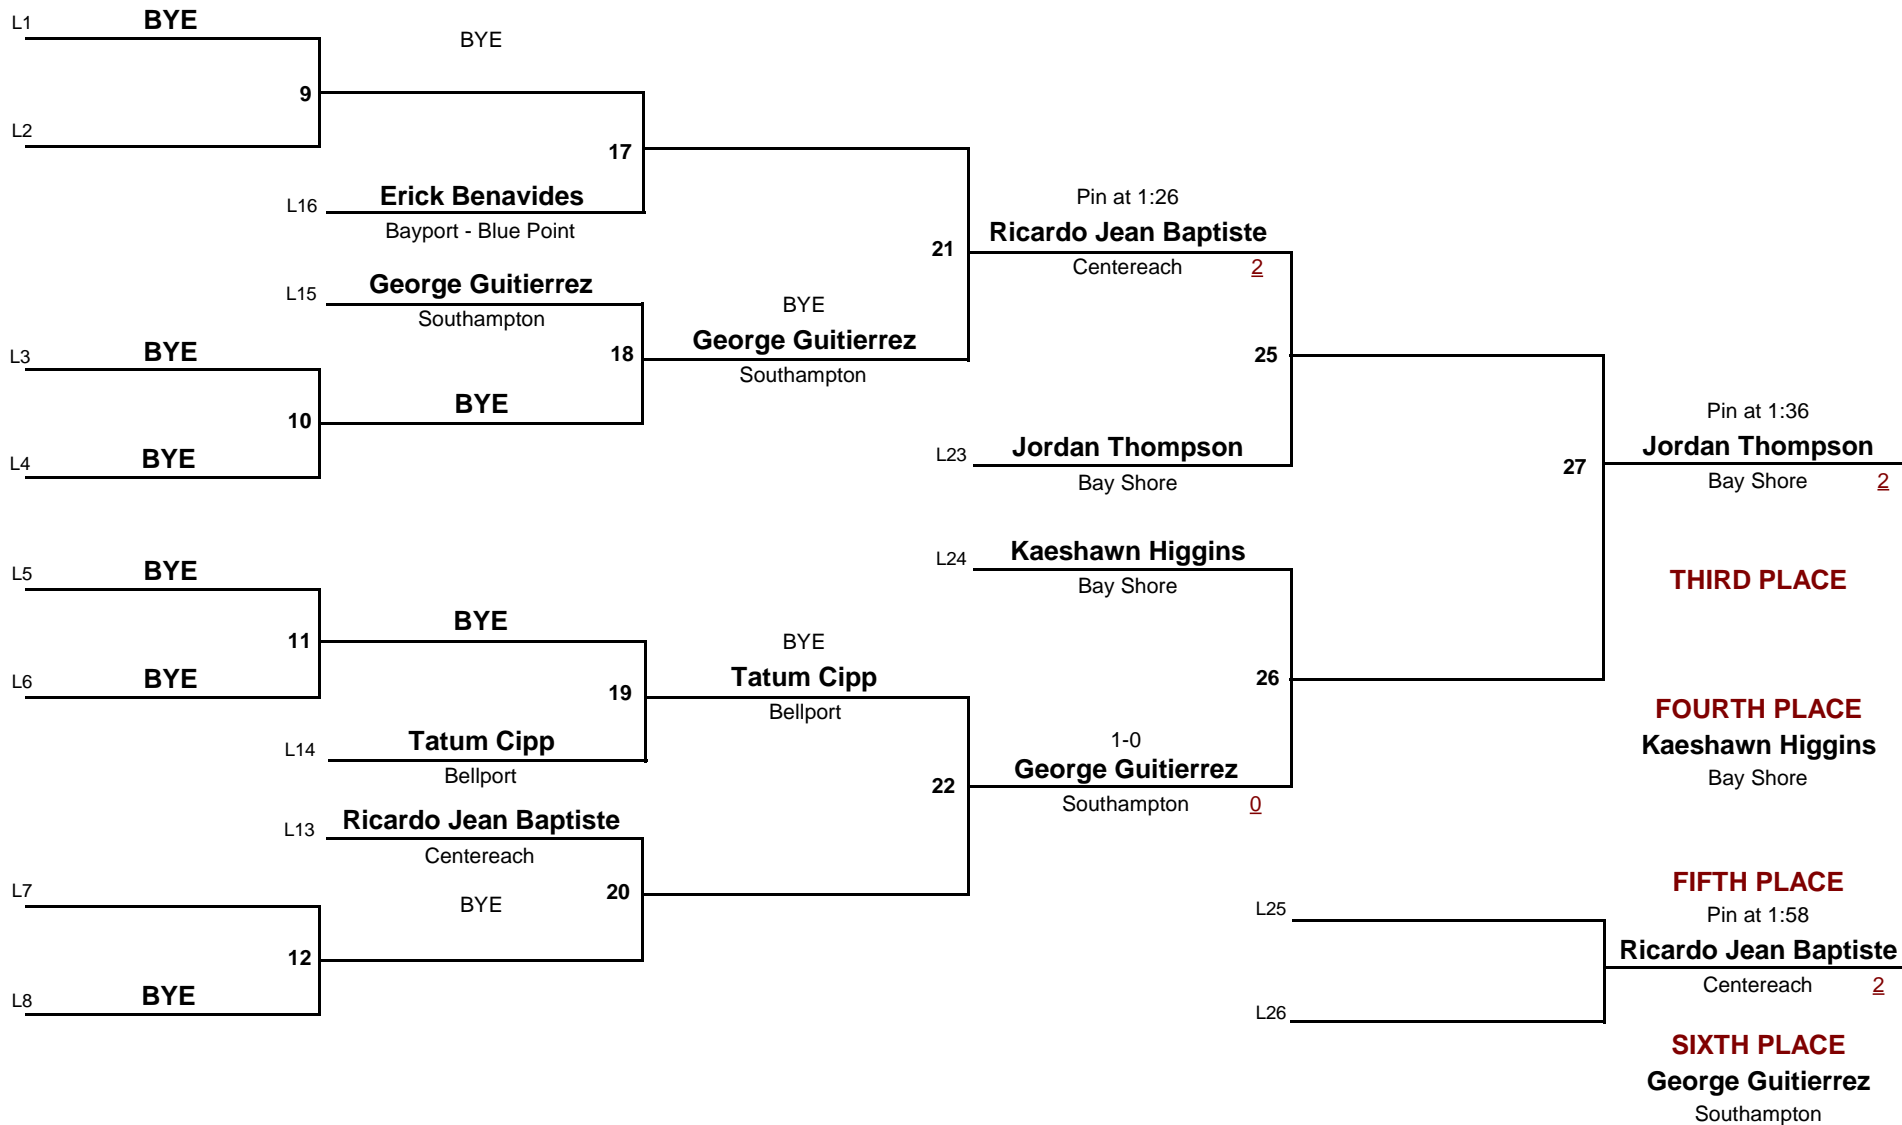 L1
BYE
BYE
9
L2
17
L16
Erick Benavides
Bayport - Blue Point
Pin at 1:26
Ricardo Jean Baptiste
21
Centereach
2
L15
George Guitierrez
Southampton
BYE
George Guitierrez
18
Southampton
L3
BYE
25
BYE
10
L4
BYE
L23
Jordan Thompson
Bay Shore
27
Pin at 1:36
Jordan Thompson
Bay Shore
2
L24
Kaeshawn Higgins
Bay Shore
THIRD PLACE
L5
BYE
BYE
11
L6
BYE
BYE
Tatum Cipp
19
Bellport
26
L14
Tatum Cipp
Bellport
FOURTH PLACE
Kaeshawn Higgins
Bay Shore
1-0
George Guitierrez
22
Southampton
0
L13
Ricardo Jean Baptiste
Centereach
L7
BYE
20
12
L8
BYE
L25
FIFTH PLACE
Pin at 1:58
Ricardo Jean Baptiste
Centereach
2
L26
SIXTH PLACE
George Guitierrez
Southampton